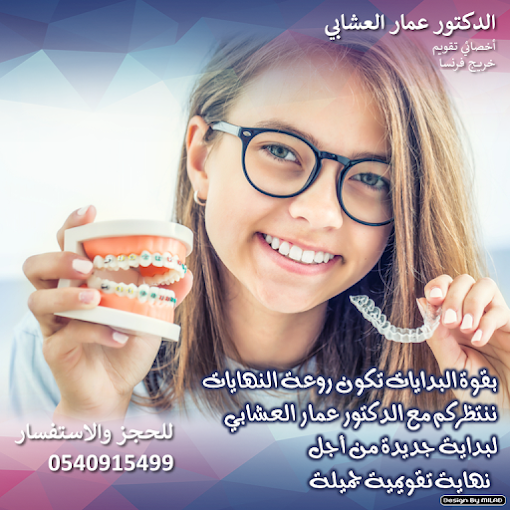 الدكتور عمار العشابي
أخصائي تقويم
خريج فرنسا
بقوة البدايات تكون روعة النهايات
ننتظركم مع الدكتور عمار العشابي
لبداية جديدة من أجل
نهاية تقويمية جميلة
للحجز والاستفسار
0540915499
Design By MILAD